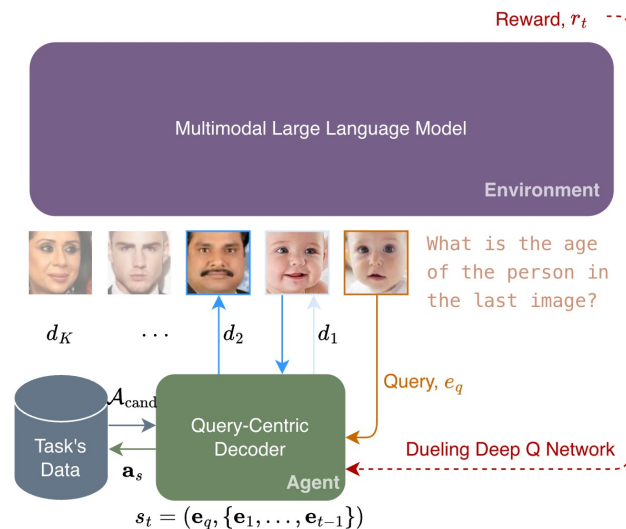 Reward, r_t
Multimodal Large Language Model
Environment
What is the age
of the person in
the last image?
d_K
...
d_2
d_1
Query, e_q
𝒜_cand
Task's
Data
a_s
Query-Centric
Decoder
Agent
Dueling Deep Q Network
s_t = (e_q, {e_1, ..., e_{t-1}})